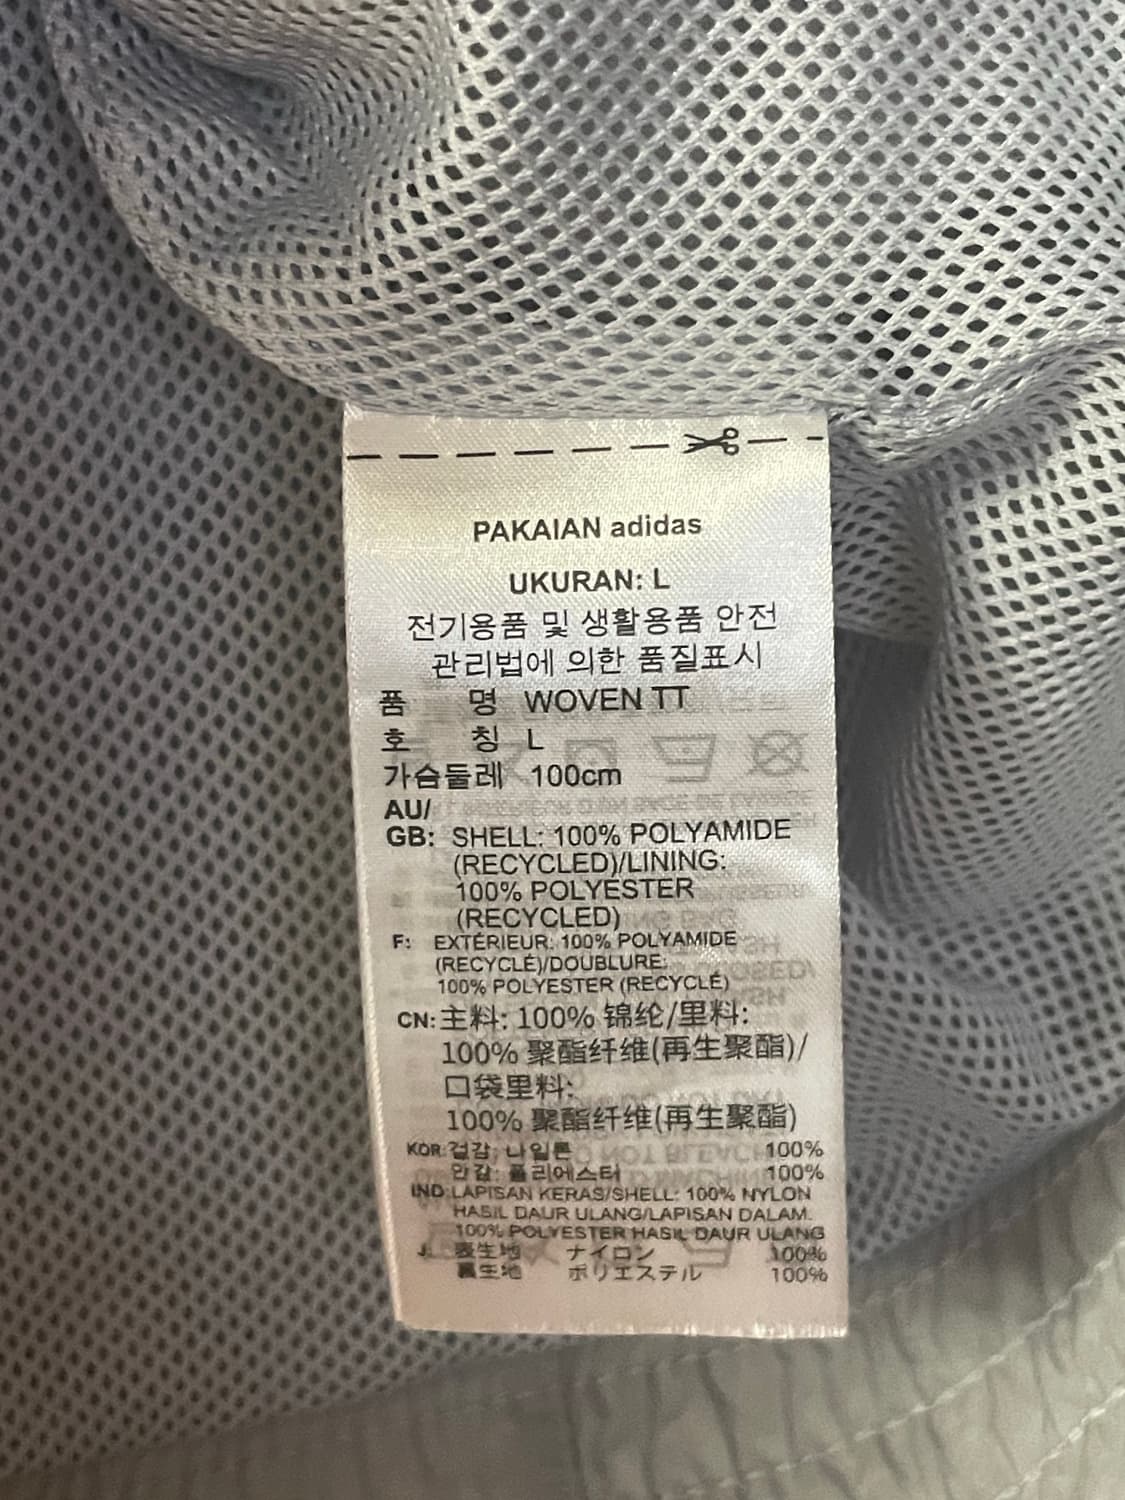 PAKAIAN adidas
UKURAN: L
전기용품 및 생활용품 안전
관리법에 의한 품질표시
품 명 WOVEN TT
호 칭 L
가슴둘레 100cm
AU/
GB: SHELL: 100% POLYAMIDE
(RECYCLED)/LINING:
100% POLYESTER
(RECYCLED)
F: EXTÉRIEUR: 100% POLYAMIDE
(RECYCLÉ)/DOUBLURE:
100% POLYESTER (RECYCLÉ)
CN: 主料: 100% 锦纶/里料:
100% 聚酯纤维(再生聚酯)/
口袋里料:
100% 聚酯纤维(再生聚酯)
KOR: 겉감: 나일론 100%
안감: 폴리에스터 100%
IND: LAPISAN KERAS/SHELL: 100% NYLON
HASIL DAUR ULANG/LAPISAN DALAM:
100% POLYESTER HASIL DAUR ULANG
J: 表生地 ナイロン 100%
裏生地 ポリエステル 100%